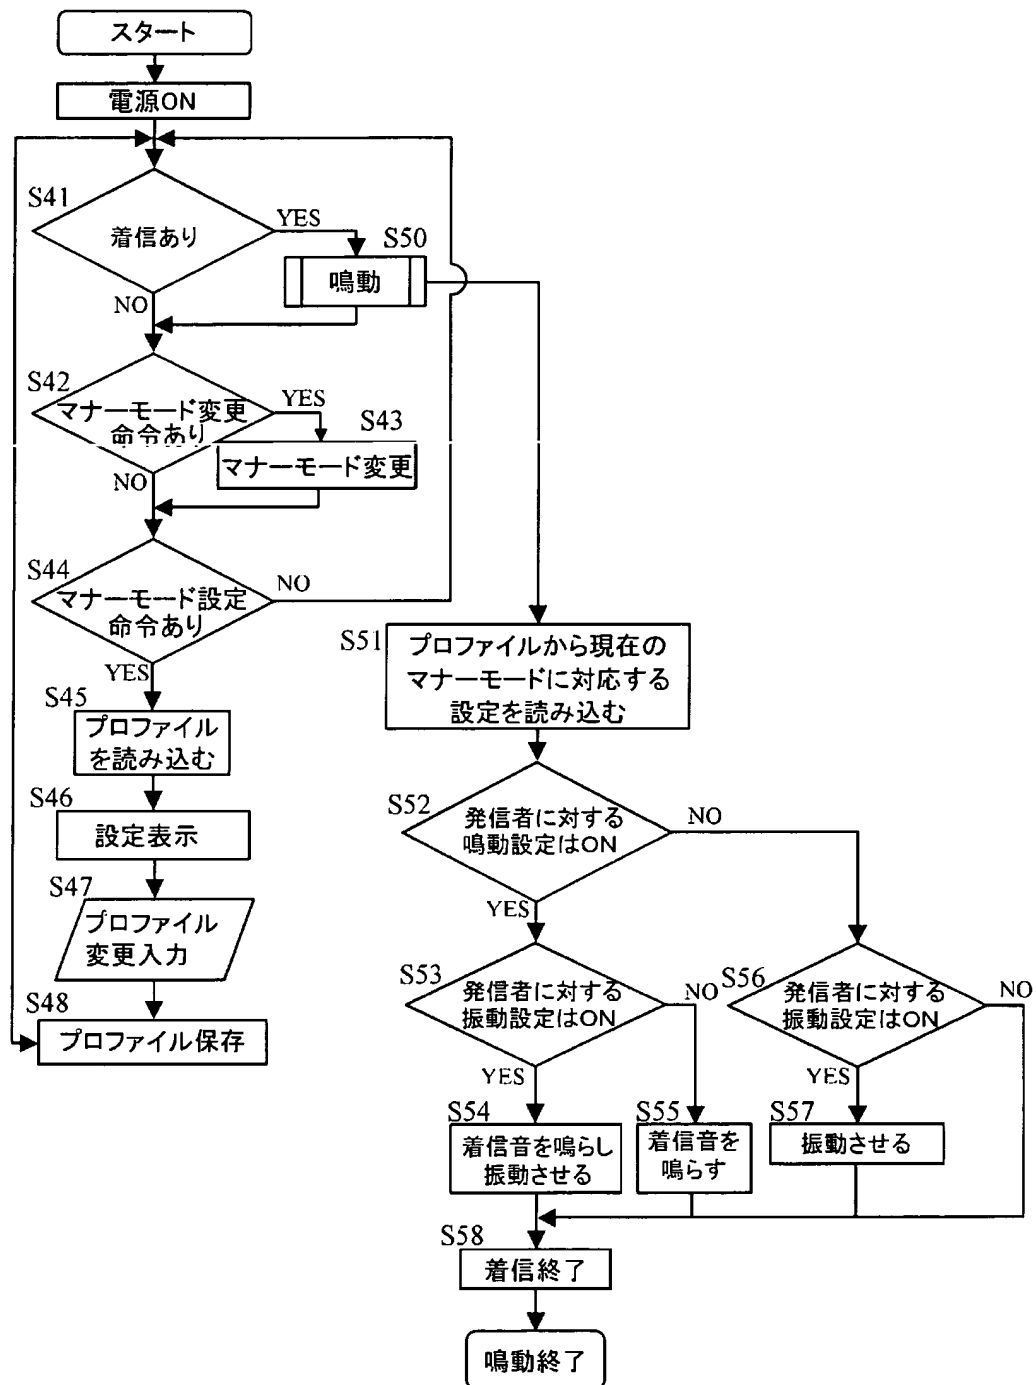 スタート
電源ON
S41
着信あり
YES
S50
鳴動
NO
S42
マナーモード変更
命令あり
YES
S43
マナーモード変更
NO
S44
マナーモード設定
命令あり
NO
YES
S45
プロファイル
を読み込む
S46
設定表示
S47
プロファイル
変更入力
S48
プロファイル保存
S51
プロファイルから現在の
マナーモードに対応する
設定を読み込む
S52
発信者に対する
鳴動設定はON
NO
YES
S53
発信者に対する
振動設定はON
NO
YES
S56
発信者に対する
振動設定はON
NO
YES
S54
着信音を鳴らし
振動させる
S55
着信音を
鳴らす
S57
振動させる
S58
着信終了
鳴動終了